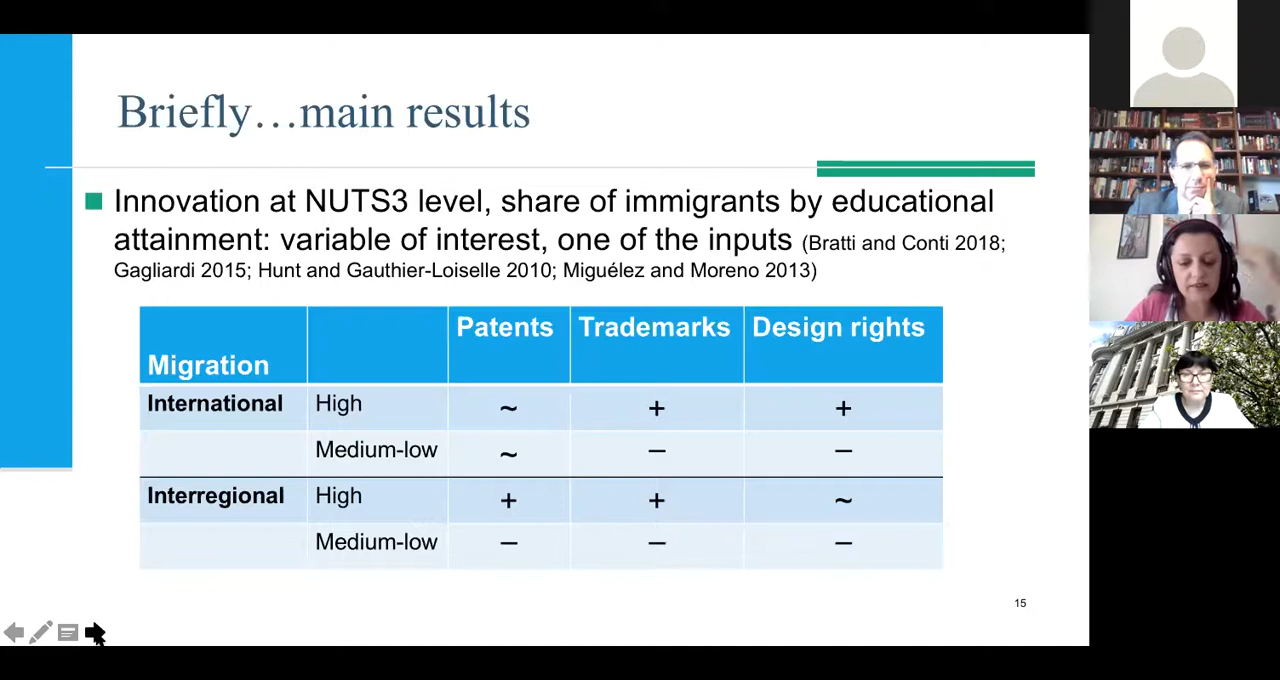 Briefly…main results
Innovation at NUTS3 level, share of immigrants by educational
attainment: variable of interest, one of the inputs (Bratti and Conti 2018;
Gagliardi 2015; Hunt and Gauthier-Loiselle 2010; Miguélez and Moreno 2013)
Migration Patents Trademarks Design rights
International High ~ + +
Medium-low ~ – –
Interregional High + + ~
Medium-low – – –
15